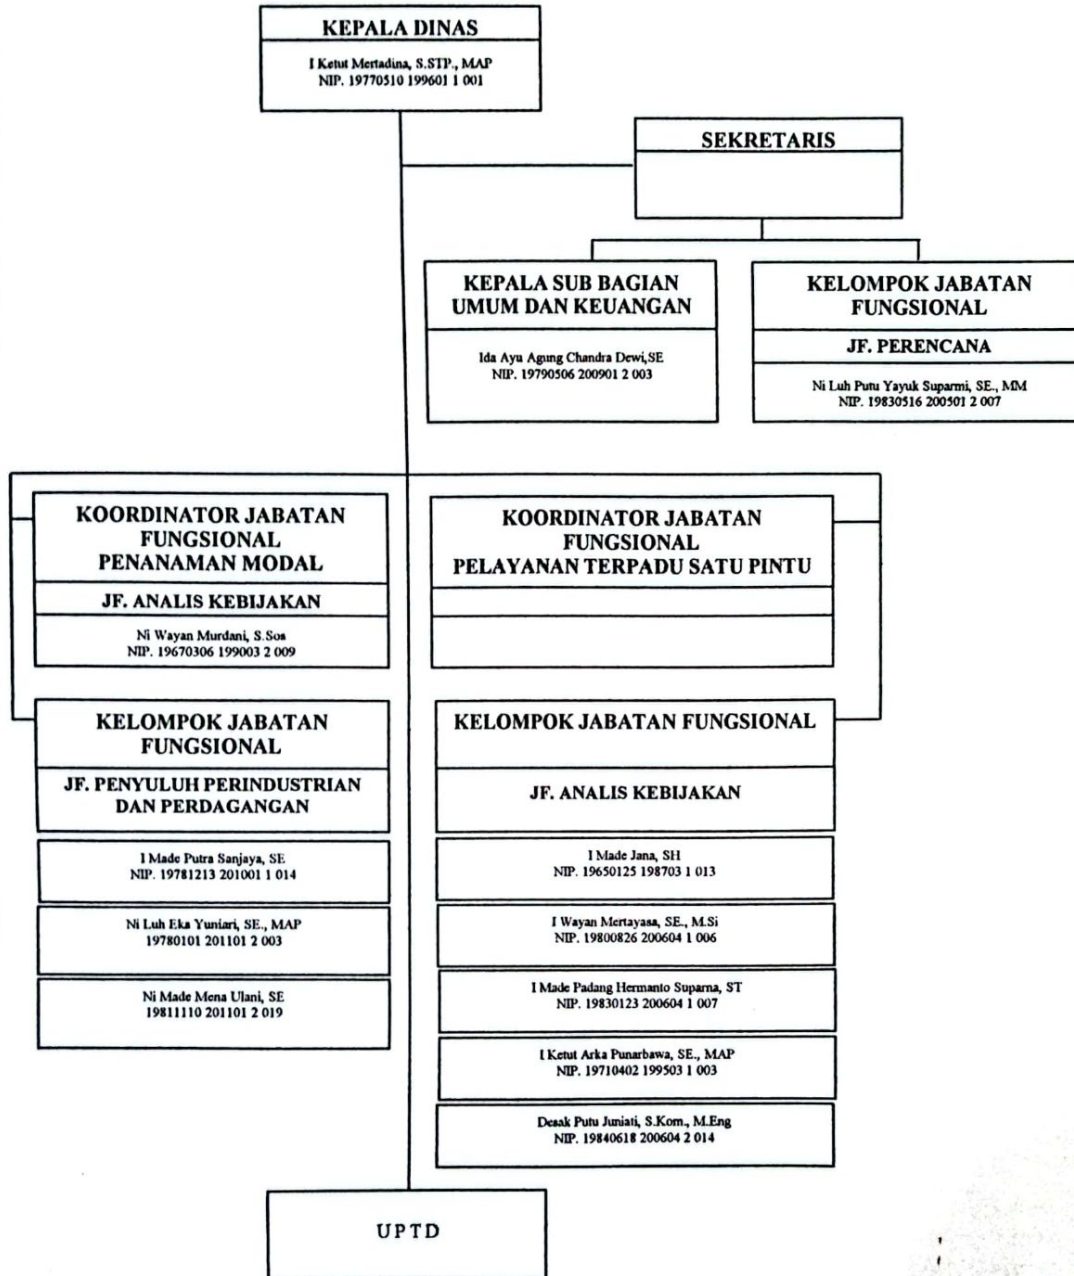 KEPALA DINAS
I Ketut Mertadina, S.STP., MAP
NIP. 19770510 199601 1 001
SEKRETARIS
KEPALA SUB BAGIAN
UMUM DAN KEUANGAN
Ida Ayu Agung Chandra Dewi,SE
NIP. 19790506 200901 2 003
KELOMPOK JABATAN
FUNGSIONAL
JF. PERENCANA
Ni Luh Putu Yayuk Suparmi, SE., MM
NIP. 19830516 200501 2 007
KOORDINATOR JABATAN
FUNGSIONAL
PENANAMAN MODAL
JF. ANALIS KEBIJAKAN
Ni Wayan Murdani, S.Sos
NIP. 19670306 199003 2 009
KOORDINATOR JABATAN
FUNGSIONAL
PELAYANAN TERPADU SATU PINTU
KELOMPOK JABATAN
FUNGSIONAL
JF. PENYULUH PERINDUSTRIAN
DAN PERDAGANGAN
I Made Putra Sanjaya, SE
NIP. 19781213 201001 1 014
Ni Luh Eka Yuniari, SE., MAP
19780101 201101 2 003
Ni Made Mena Ulani, SE
19811110 201101 2 019
KELOMPOK JABATAN FUNGSIONAL
JF. ANALIS KEBIJAKAN
I Made Jana, SH
NIP. 19650125 198703 1 013
I Wayan Mertayasa, SE., M.Si
NIP. 19800826 200604 1 006
I Made Padang Hermanto Suparna, ST
NIP. 19830123 200604 1 007
I Ketut Arka Punarbawa, SE., MAP
NIP. 19710402 199503 1 003
Desak Putu Juniati, S.Kom., M.Eng
NIP. 19840618 200604 2 014
UPTD